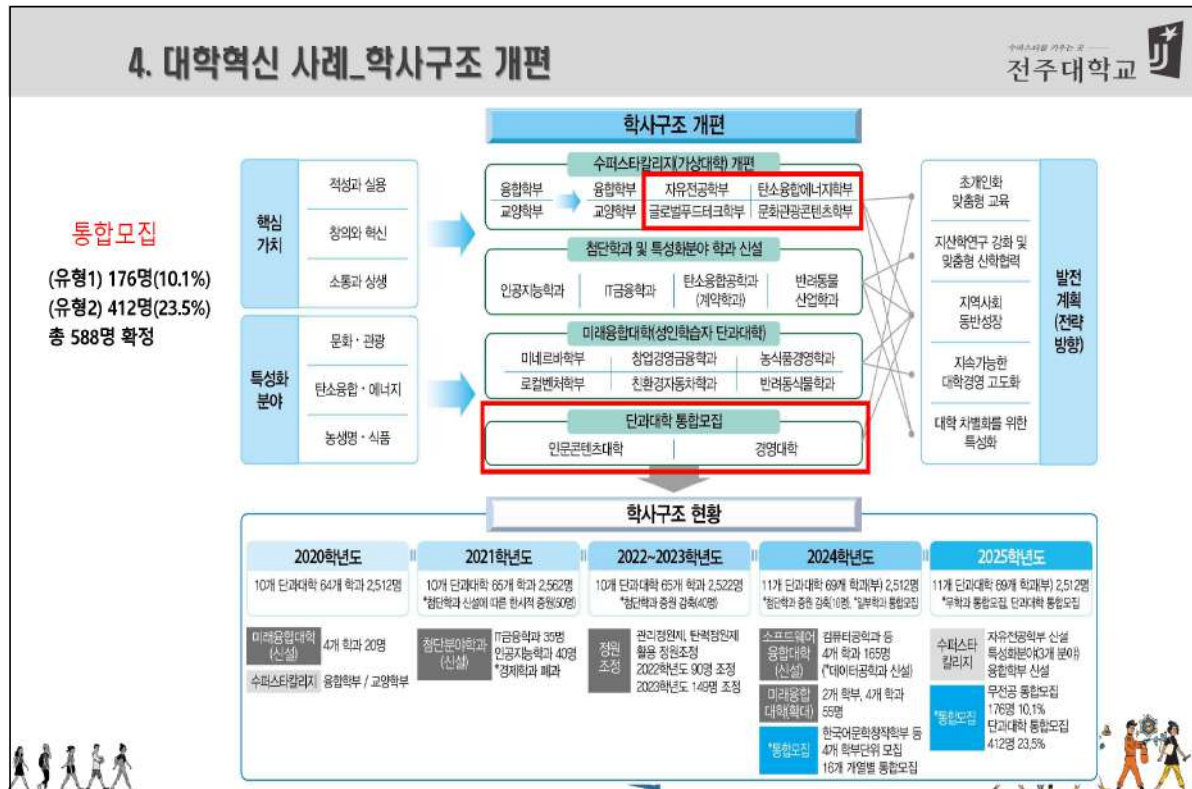 4. 대학혁신 사례_학사구조 개편
수퍼스타를 키우는 곳
전주대학교
통합모집
(유형1) 176명(10.1%)
(유형2) 412명(23.5%)
총 588명 확정
핵심
가치
적성과 실용
창의와 혁신
소통과 상생
특성화
분야
문화·관광
탄소융합·에너지
농생명·식품
학사구조 개편
수퍼스타칼리지(가상대학) 개편
융합학부 융합학부 자유전공학부 탄소융합에너지학부
교양학부 교양학부 글로벌푸드테크학부 문화관광콘텐츠학부
첨단학과 및 특성화분야 학과 신설
인공지능학과
IT금융학과
탄소융합공학과
(계약학과)
반려동물
산업학과
미래융합대학(성인학습자 단과대학)
미네르바학부 창업경영금융학과 농식품경영학과
로컬벤처학부 친환경자동차학과 반려동식물학과
단과대학 통합모집
인문콘텐츠대학 경영대학
초개인화
맞춤형 교육
지산학연구 강화 및
맞춤형 산학협력
지역사회
동반성장
지속가능한
대학경영 고도화
대학 차별화를 위한
특성화
발전
계획
(전략
방향)
학사구조 현황
2020학년도
10개 단과대학 64개 학과 2,512명
미래융합대학
(신설)
4개 학과 20명
수퍼스타칼리지 융합학부 / 교양학부
2021학년도
10개 단과대학 65개 학과 2,562명
*첨단학과 신설에 따른 한시적 증원(50명)
첨단분야학과
(신설)
IT금융학과 35명
인공지능학과 40명
*경제학과 폐과
2022~2023학년도
10개 단과대학 65개 학과 2,522명
*첨단학과 증원 감축(40명)
정원
조정
관리정원제, 탄력정원제
활용 정원조정
2022학년도 90명 조정
2023학년도 149명 조정
2024학년도
11개 단과대학 69개 학과(부) 2,512명
*첨단학과 증원 감축(10명), *일부학과 통합모집
소프트웨어
융합대학
(신설)
컴퓨터공학과 등
4개 학과 165명
(*데이터공학과 신설)
미래융합
대학(확대)
2개 학부, 4개 학과
55명
*통합모집
한국어문학창작학부 등
4개 학부단위 모집
16개 계열별 통합모집
2025학년도
11개 단과대학 69개 학과(부) 2,512명
*무학과 통합모집, 단과대학 통합모집
수퍼스타
칼리지
자유전공학부 신설
특성화분야(3개 분야)
융합학부 신설
*통합모집
무전공 통합모집
176명 10.1%
단과대학 통합모집
412명 23.5%